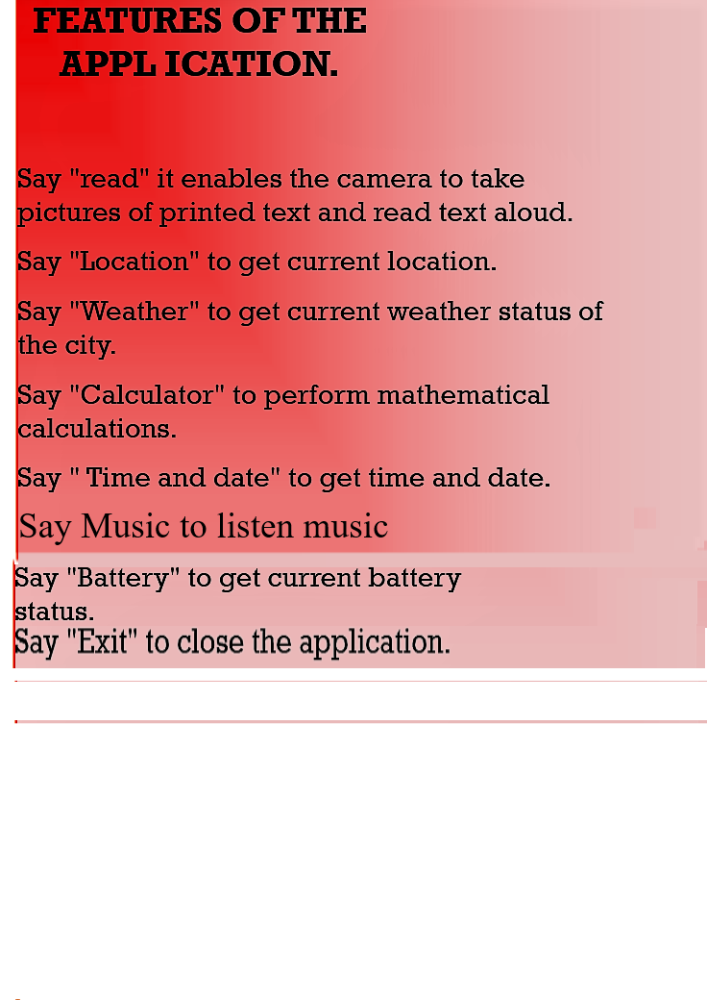 FEATURES OF THE
APPL ICATION.
Say "read" it enables the camera to take
pictures of printed text and read text aloud.
Say "Location" to get current location.
Say "Weather" to get current weather status of
the city.
Say "Calculator" to perform mathematical
calculations.
Say " Time and date" to get time and date.
Say Music to listen music
Say "Battery" to get current battery
status.
Say "Exit" to close the application.